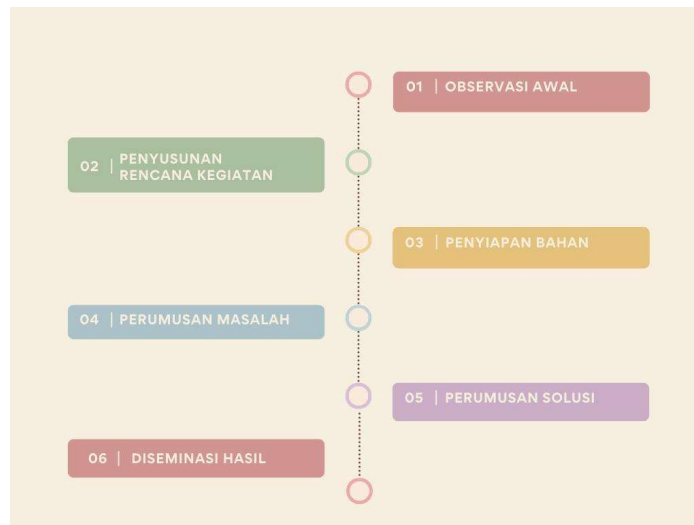 01 | OBSERVASI AWAL
02 | PENYUSUNAN
RENCANA KEGIATAN
03 | PENYIAPAN BAHAN
04 | PERUMUSAN MASALAH
05 | PERUMUSAN SOLUSI
06 | DISEMINASI HASIL